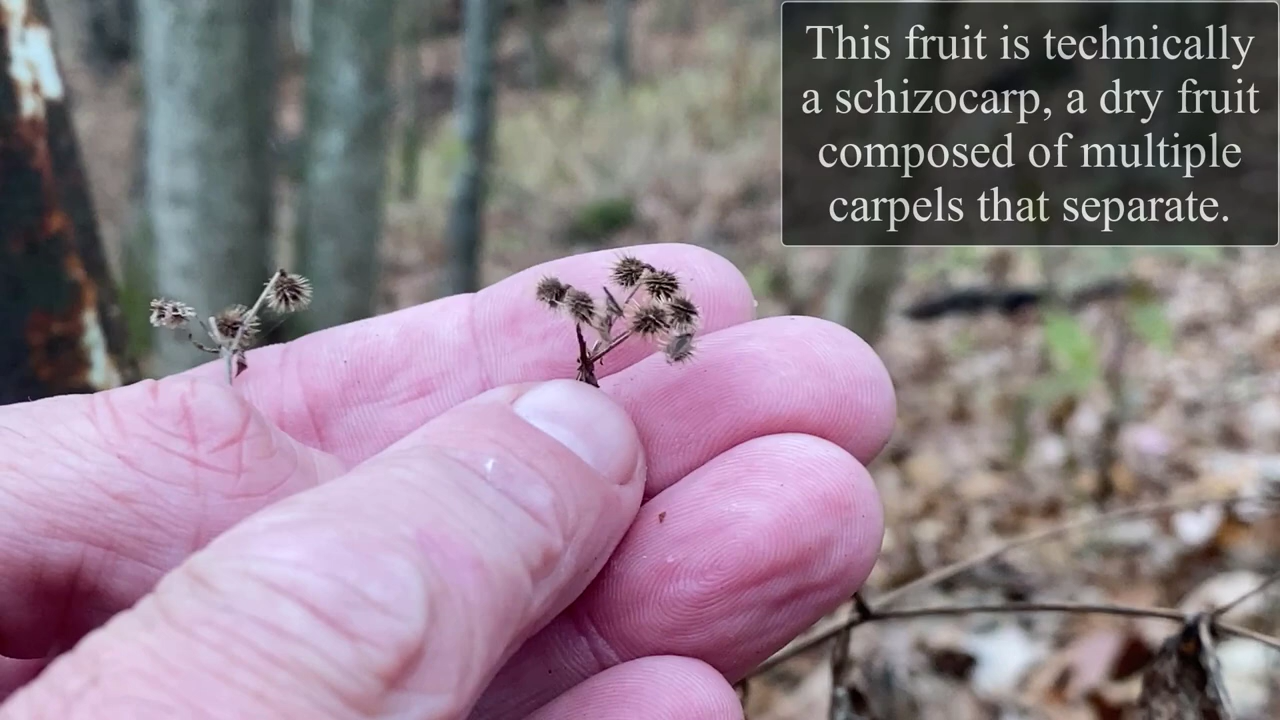 This fruit is technically
a schizocarp, a dry fruit
composed of multiple
carpels that separate.